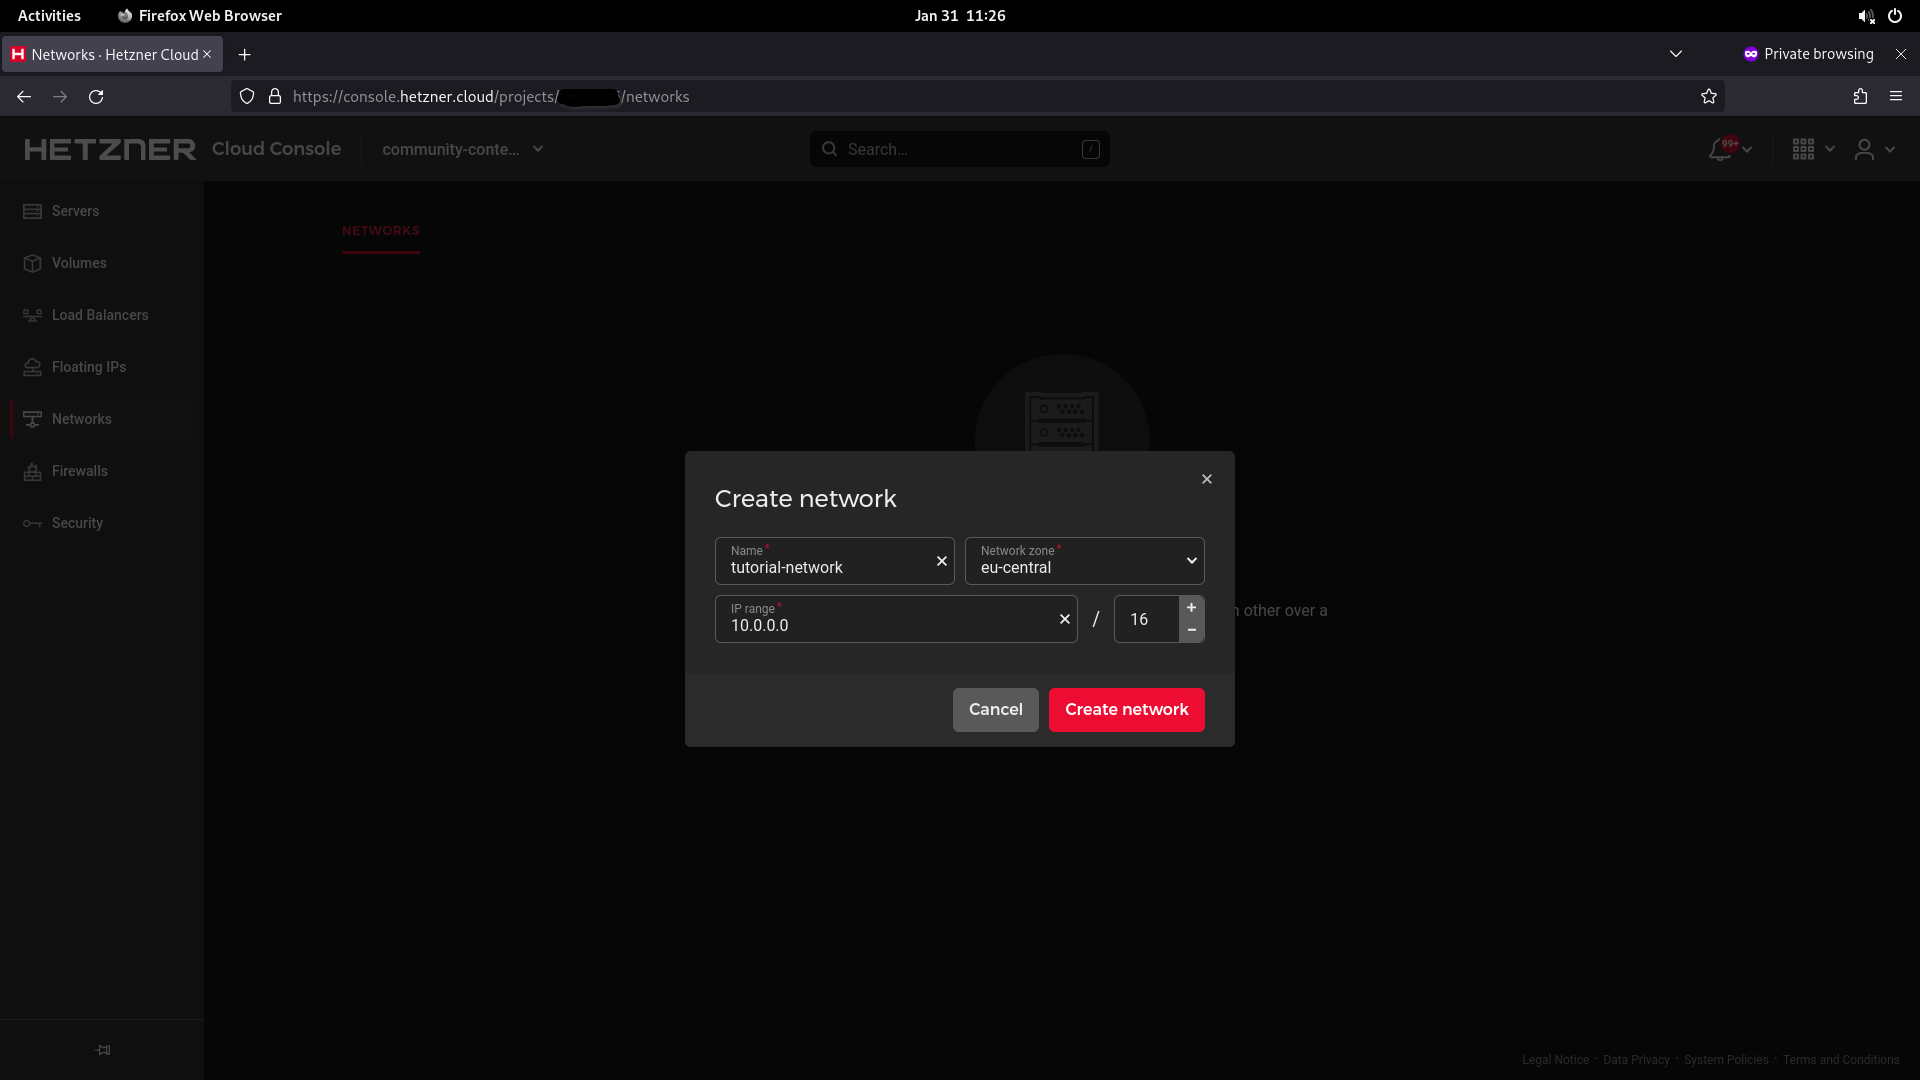 Activities Firefox Web Browser Jan 31 11:26
Networks · Hetzner Cloud Private browsing
https://console.hetzner.cloud/projects/ /networks
HETZNER Cloud Console community-conte... Search... / 99+
Servers
NETWORKS
Volumes
Load Balancers
Floating IPs
Networks
Firewalls
Security
Create network
Name * Network zone *
tutorial-network eu-central
IP range *
10.0.0.0 / 16
n other over a
Cancel Create network
Legal Notice · Data Privacy · System Policies · Terms and Conditions